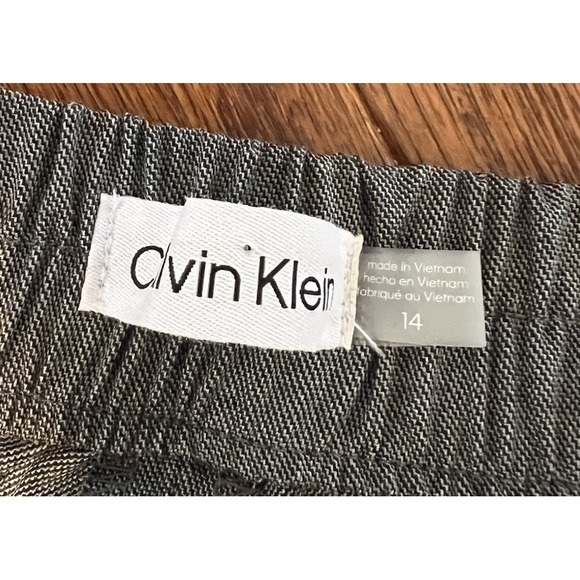 Calvin Klein
made in Vietnam
hecho en Vietnam
fabriqué au Vietnam
14